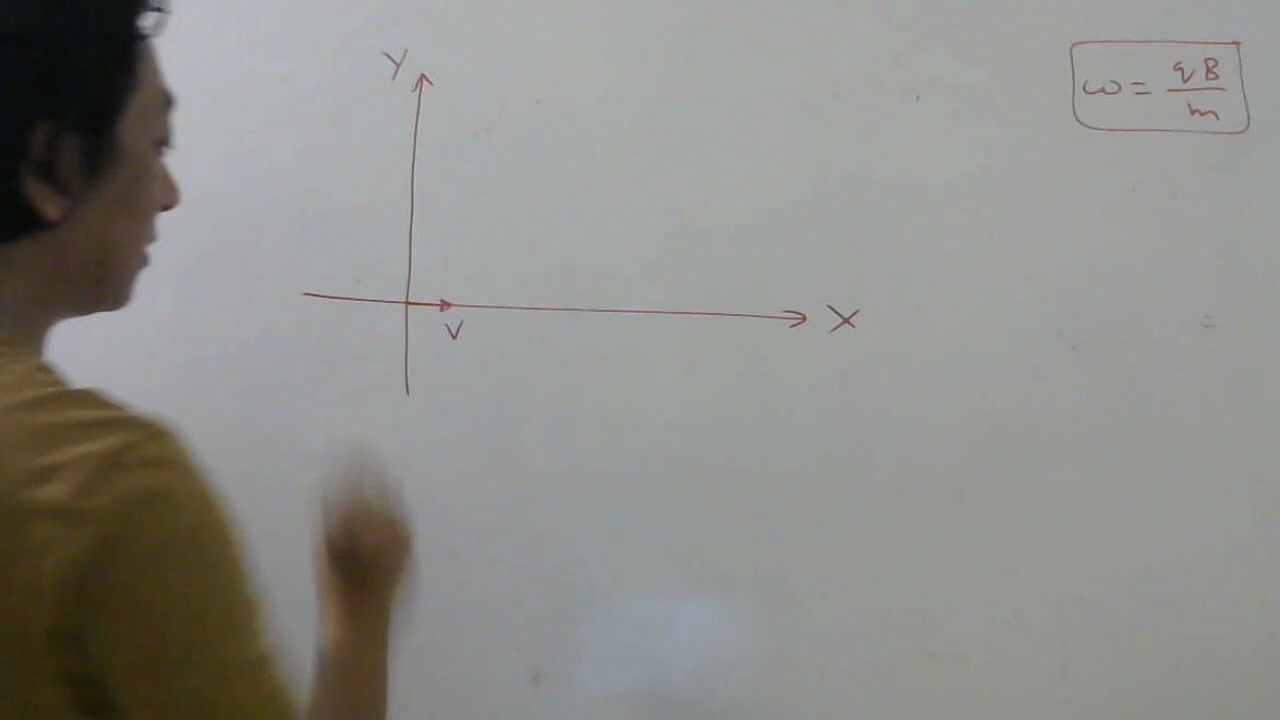 Y
ω = qB/m
X
v